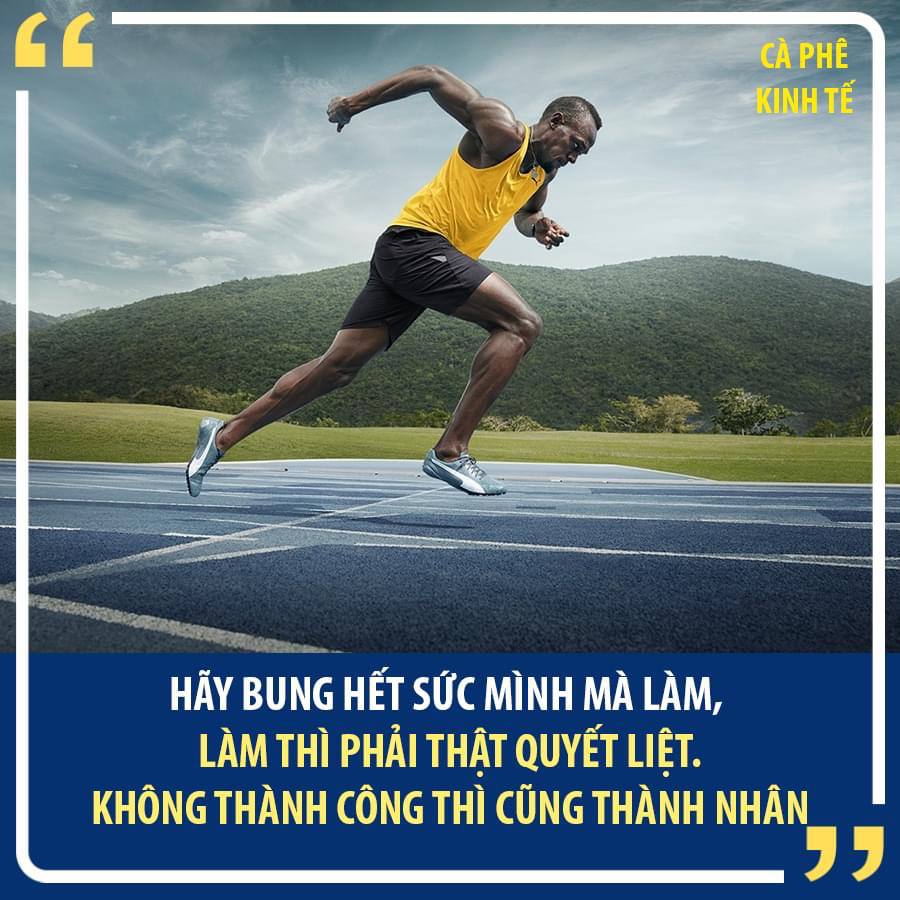 CÀ PHÊ
KINH TẾ
HÃY BUNG HẾT SỨC MÌNH MÀ LÀM,
LÀM THÌ PHẢI THẬT QUYẾT LIỆT.
KHÔNG THÀNH CÔNG THÌ CŨNG THÀNH NHÂN